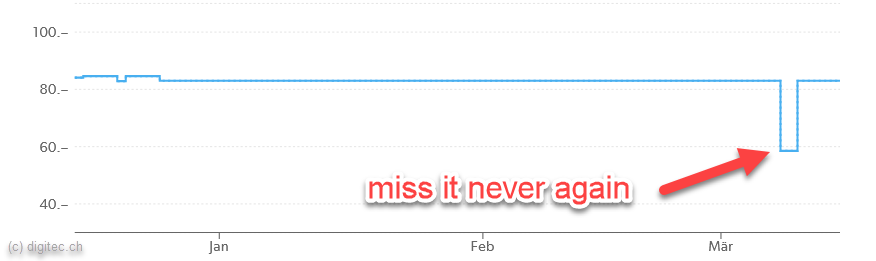 100.–
80.–
60.–
miss it never again
40.–
(c) digitec.ch
Jan Feb Mär